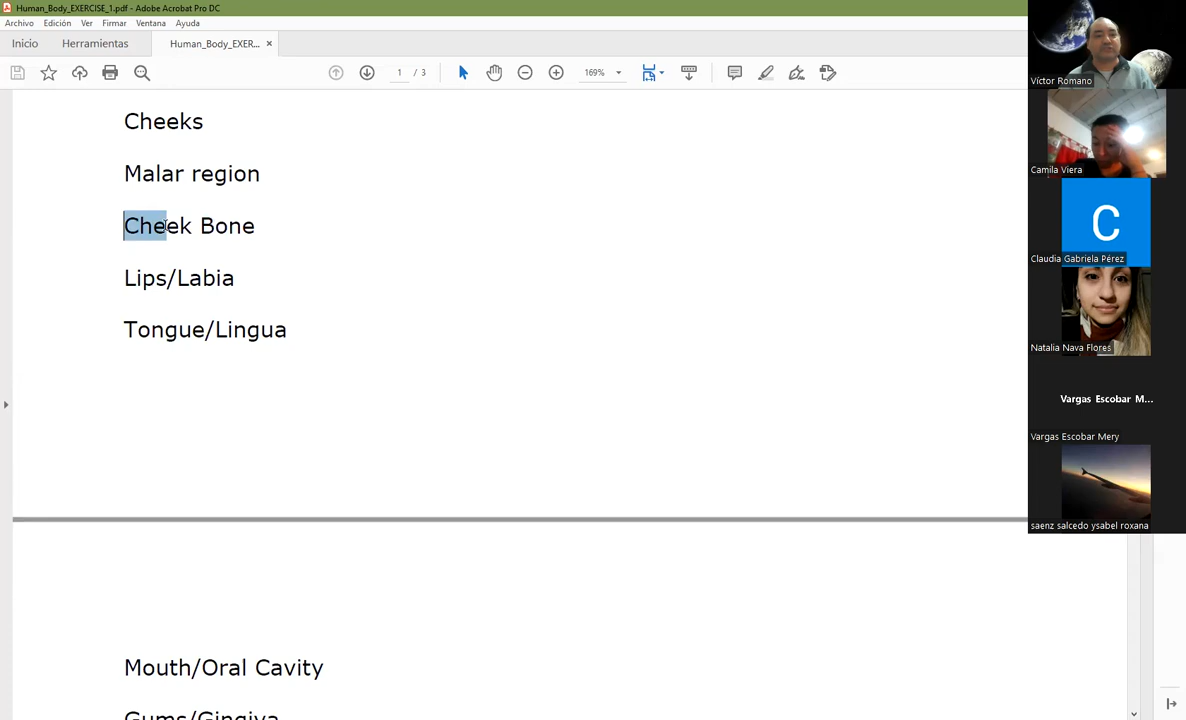 Human_Body_EXERCISE_1.pdf - Adobe Acrobat Pro DC
Archivo Edición Ver Firmar Ventana Ayuda
Inicio Herramientas Human_Body_EXER... ×
1 / 3 169%
Cheeks
Malar region
Cheek Bone
Lips/Labia
Tongue/Lingua
Mouth/Oral Cavity
Gums/Gingiva
Víctor Romano
Camila Viera
C
Claudia Gabriela Pérez
Natalia Nava Flores
Vargas Escobar M...
Vargas Escobar Mery
saenz salcedo ysabel roxana